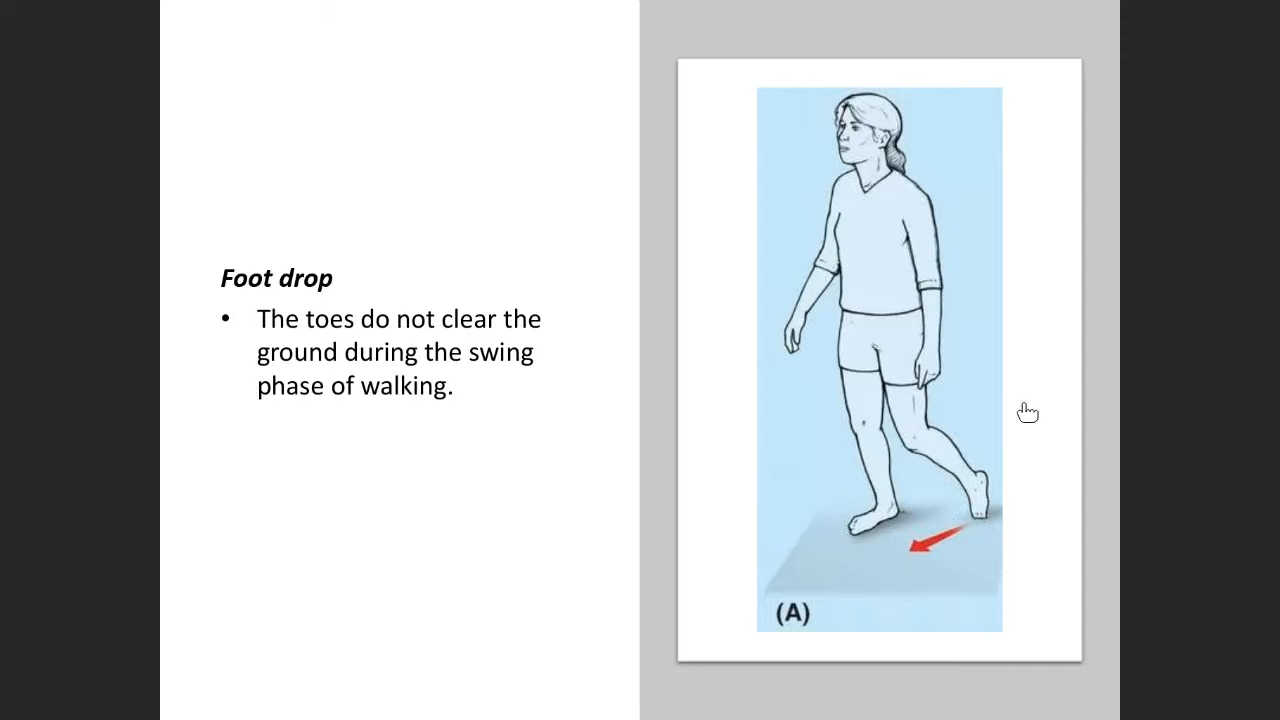 Foot drop
• The toes do not clear the
ground during the swing
phase of walking.
(A)